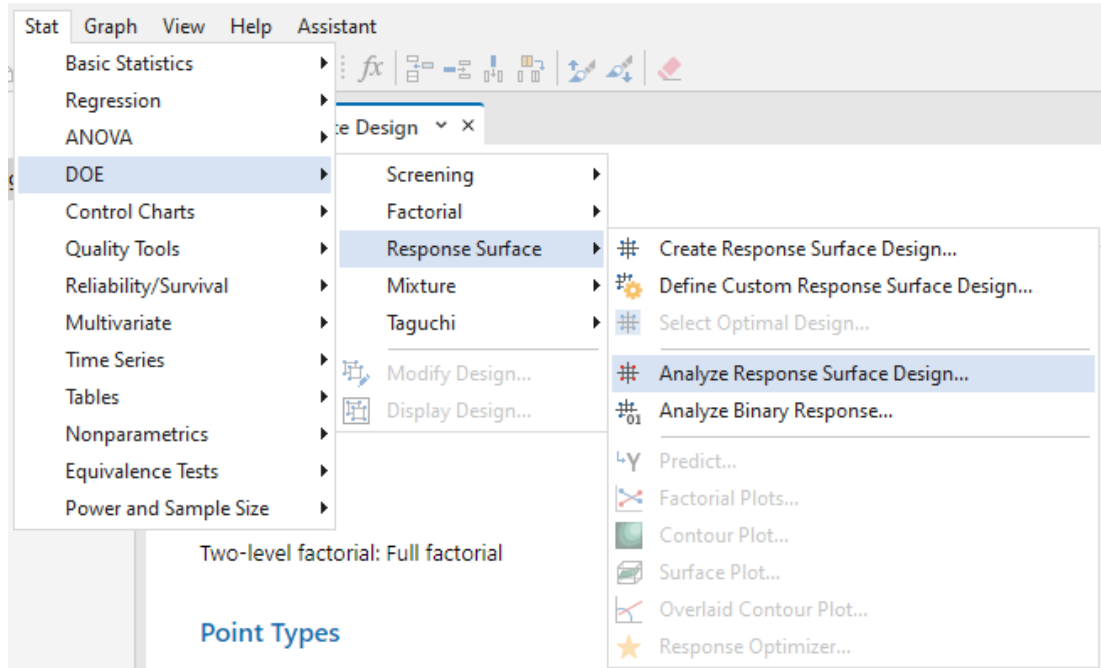 Stat Graph View Help Assistant
fx
Basic Statistics
Regression
ANOVA
DOE
Control Charts
Quality Tools
Reliability/Survival
Multivariate
Time Series
Tables
Nonparametrics
Equivalence Tests
Power and Sample Size
Design
Screening
Factorial
Response Surface
Mixture
Taguchi
Modify Design...
Display Design...
Create Response Surface Design...
Define Custom Response Surface Design...
Select Optimal Design...
Analyze Response Surface Design...
01 Analyze Binary Response...
Y Predict...
Factorial Plots...
Contour Plot...
Surface Plot...
Overlaid Contour Plot...
Response Optimizer...
Two-level factorial: Full factorial
Point Types